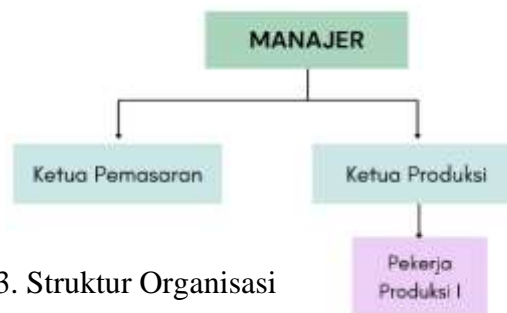 MANAJER
Ketua Pemasaran
Ketua Produksi
3. Struktur Organisasi
Pekerja
Produksi I